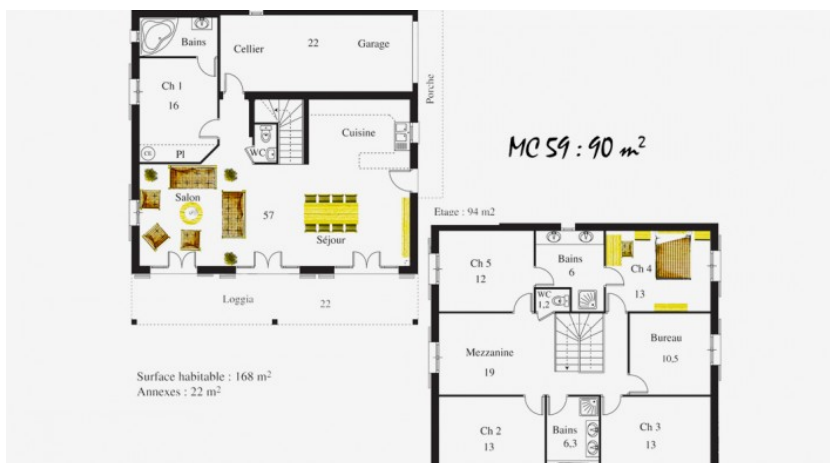 Bains
Cellier
22
Garage
Ch 1
16
Porche
Cuisine
WC
Pl
Salon
57
Séjour
Loggia
22
Surface habitable : 168 m²
Annexes : 22 m²
MC 59 : 90 m²
Etage : 94 m2
Ch 5
12
Bains
6
Ch 4
13
WC
1,2
Mezzanine
19
Bureau
10,5
Ch 2
13
Bains
6,3
Ch 3
13